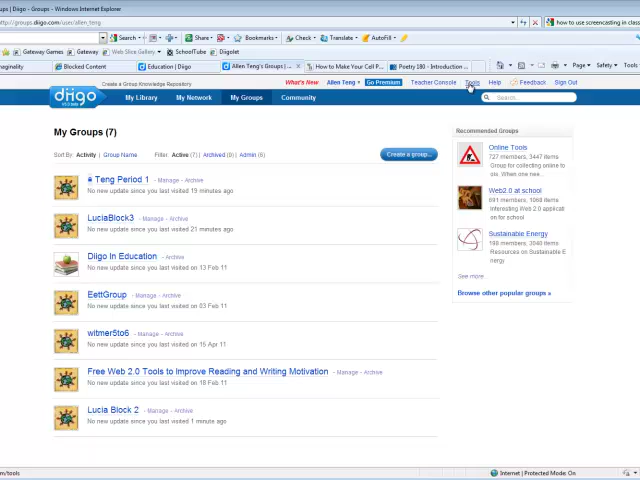 ups | Diigo - Windows Internet Explorer
http://groups.diigo.com/user/allen_teng
how to use screencasting in class
Search Share Bookmarks Check Translate AutoFill
Gateway Games Gateway Web Slice Gallery SchoolTube Diigolet
maginality Blocked Content Education | Diigo Allen Teng's Groups |... How to Make Your Cell P... Poetry 180 - Introduction ... Page Safety Tools
Create a Group Knowledge Repository What's New Allen Teng Go Premium Teacher Console Tools Help Feedback Sign Out
diigo
V5.0 beta
My Library My Network My Groups Community Search...
My Groups (7)
Sort By: Activity | Group Name Filter: Active (7) | Archived (0) | Admin (6) Create a group...
Teng Period 1 - Manage - Archive
No new update since you last visited 19 minutes ago
LuciaBlock3 - Manage - Archive
No new update since you last visited 21 minutes ago
Diigo In Education - Archive
No new update since you last visited on 13 Feb 11
EettGroup - Manage - Archive
No new update since you last visited on 03 Feb 11
witmer5to6 - Manage - Archive
No new update since you last visited on 15 Apr 11
Free Web 2.0 Tools to Improve Reading and Writing Motivation - Manage - Archive
No new update since you last visited on 18 Feb 11
Lucia Block 2 - Manage - Archive
No new update since you last visited 1 minute ago
Recommended Groups
Online Tools
727 members, 3447 items
Group for collecting online to
ols. When one nee...
Web2.0 at school
691 members, 1068 items
Interesting Web 2.0 applicati
on for school
Sustainable Energy
198 members, 2040 items
Resources on Sustainable E
nergy
See more
Browse other popular groups »
m/tools
Internet | Protected Mode: On